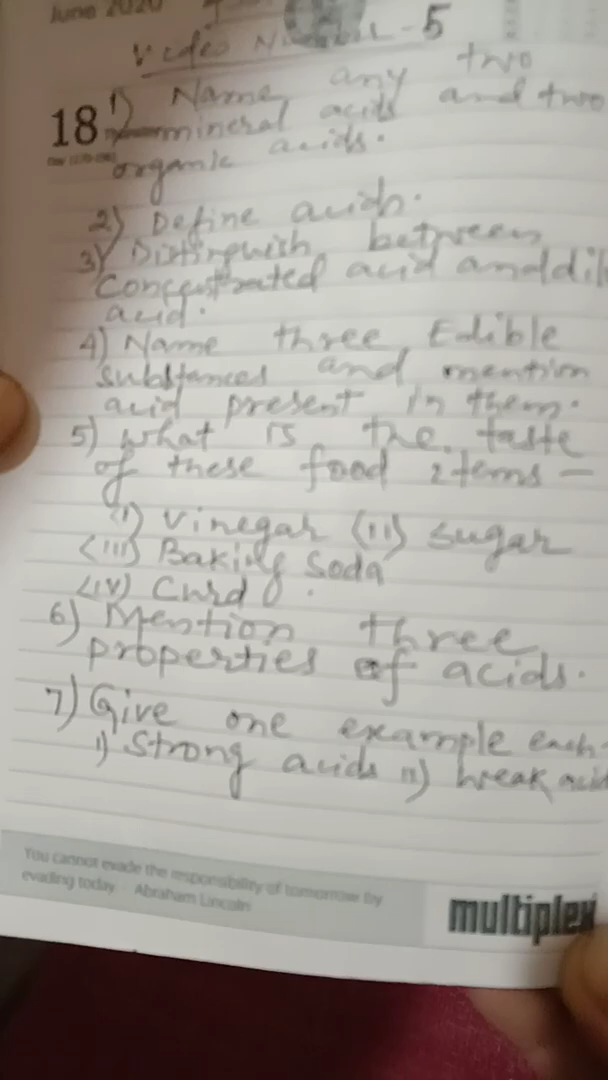 June 2020
Video Number - 5
18
1) Name any two
mineral acids and two
organic acids.
2) Define acids.
3) Distinguish between
Concentrated acid and dil
acid.
4) Name three Edible
substances and mention
acid present in them.
5) What is the taste
of these food items -
(i) Vinegar (ii) Sugar
(iii) Baking Soda
(iv) Curd
6) Mention three
properties of acids.
7) Give one example each-
i) Strong acids ii) weak acid
You cannot evade the responsibility of tomorrow by
evading today. Abraham Lincoln
multiplex